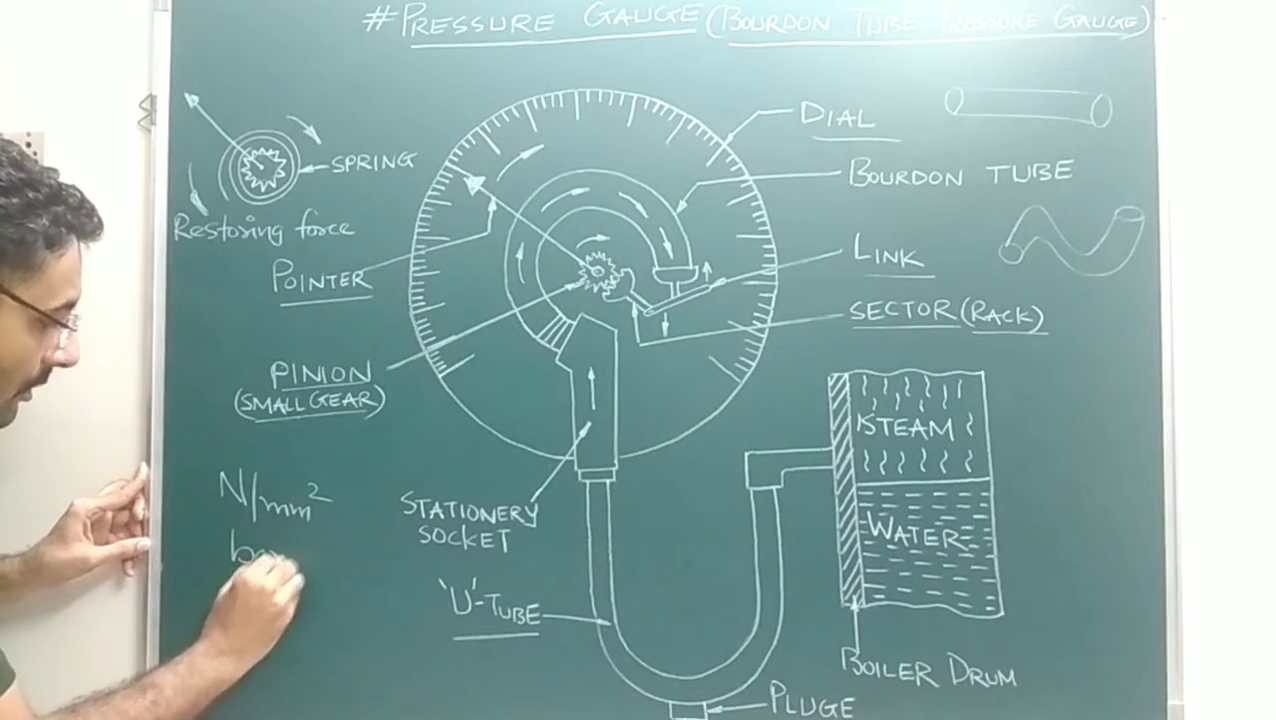 #PRESSURE GAUGE (BOURDON TUBE PRESSURE GAUGE)
DIAL
SPRING
BOURDON TUBE
Restoring force
POINTER
LINK
SECTOR (RACK)
PINION
(SMALL GEAR)
STEAM
N/mm²
STATIONERY
SOCKET
WATER
'U'-TUBE
BOILER DRUM
PLUGE